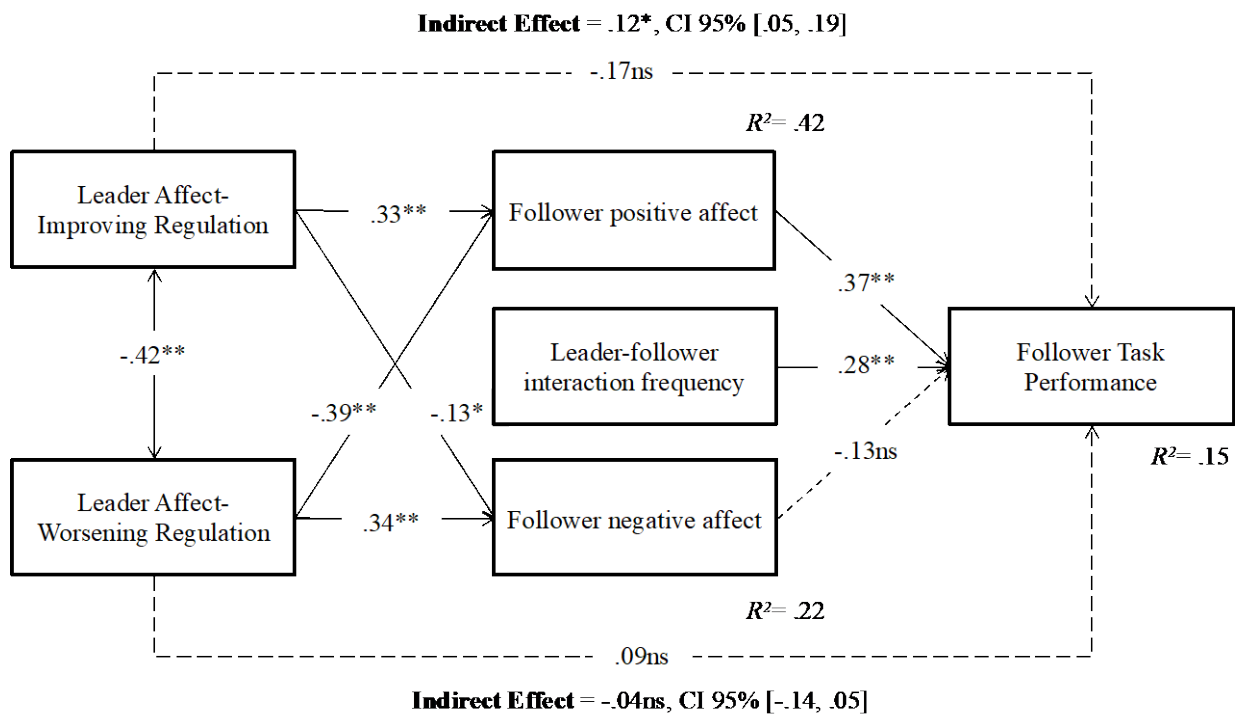 Indirect Effect = .12*, CI 95% [.05, .19]
-.17ns
R²= .42
Leader Affect-
Improving Regulation
.33**
Follower positive affect
.37**
-.42**
Leader-follower
interaction frequency
.28**
Follower Task
Performance
-.39**
-.13*
-.13ns
R²= .15
Leader Affect-
Worsening Regulation
.34**
Follower negative affect
R²= .22
.09ns
Indirect Effect = -.04ns, CI 95% [-.14, .05]